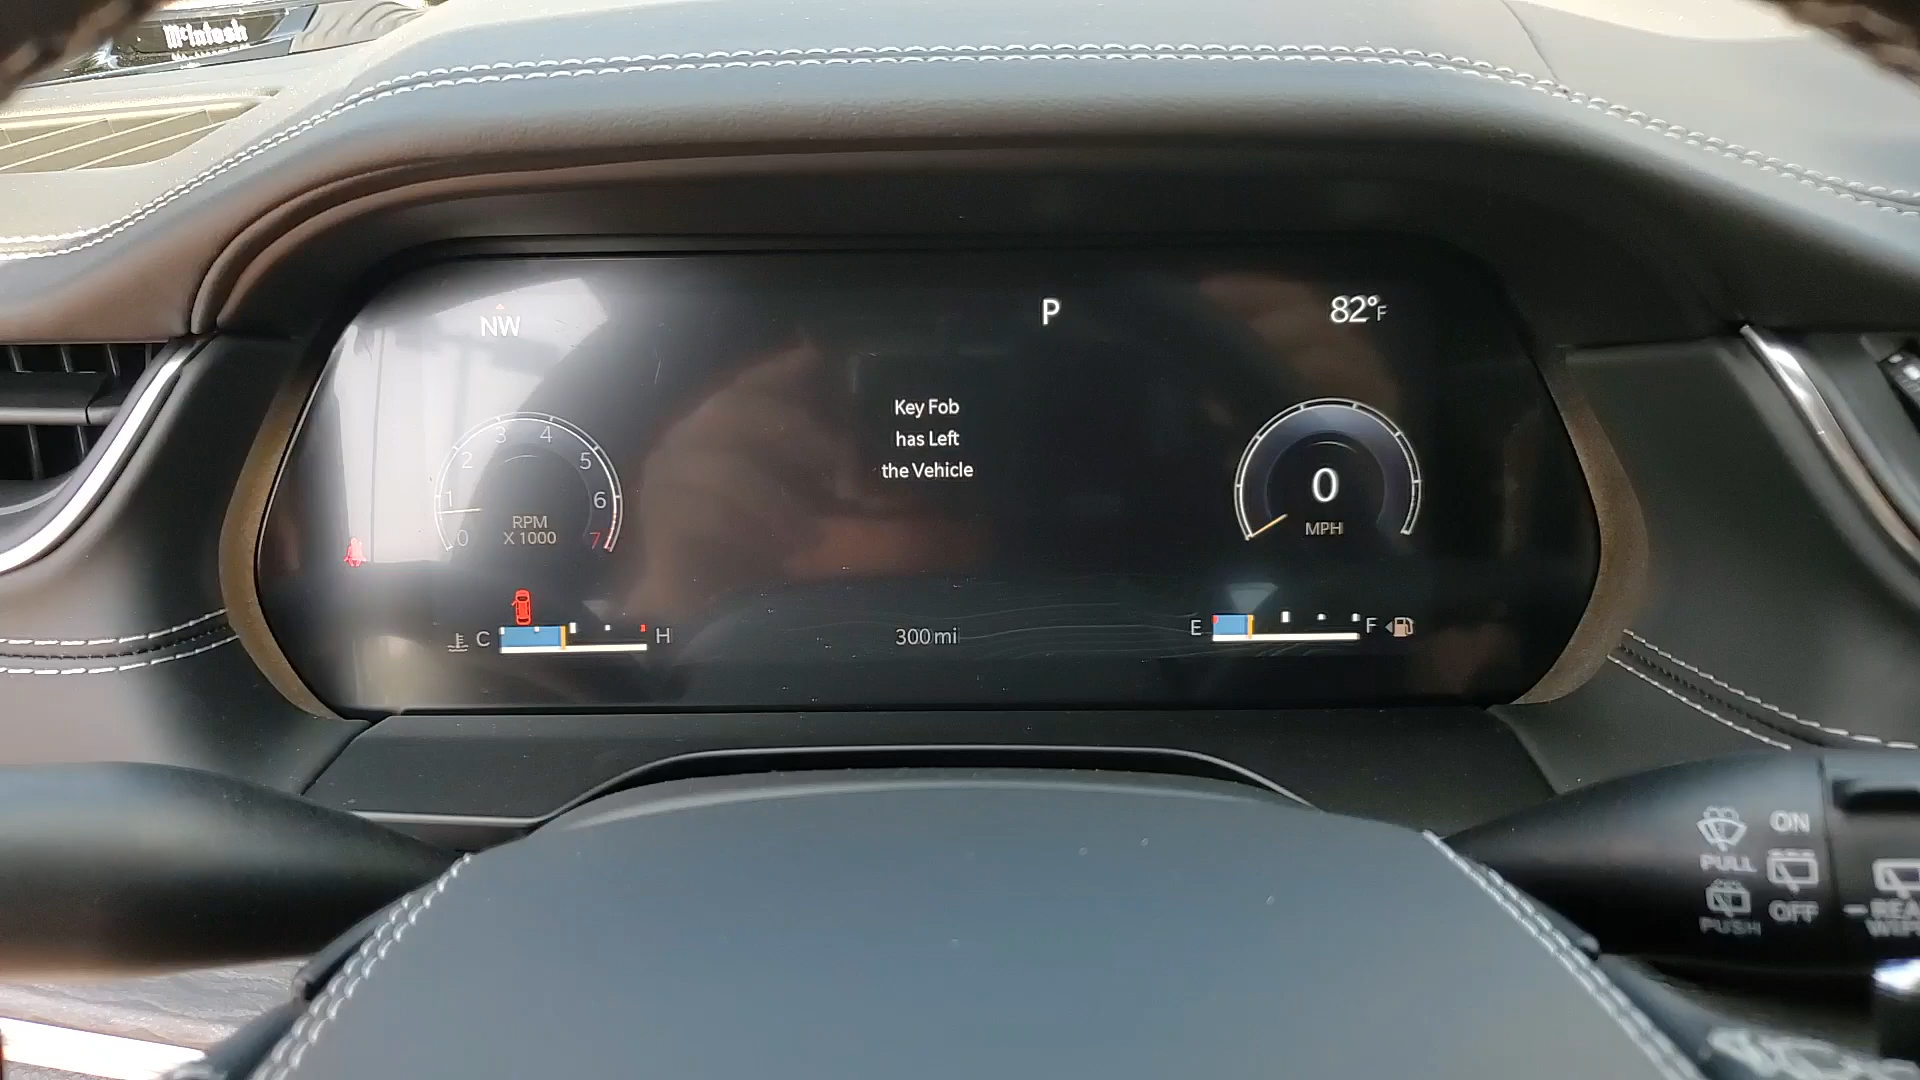 McIntosh
NW
P
82°F
Key Fob
has Left
the Vehicle
0 1 2 3 4 5 6 7
RPM
X 1000
0
MPH
C H
300 mi
E F
ON
PULL
OFF
PUSH